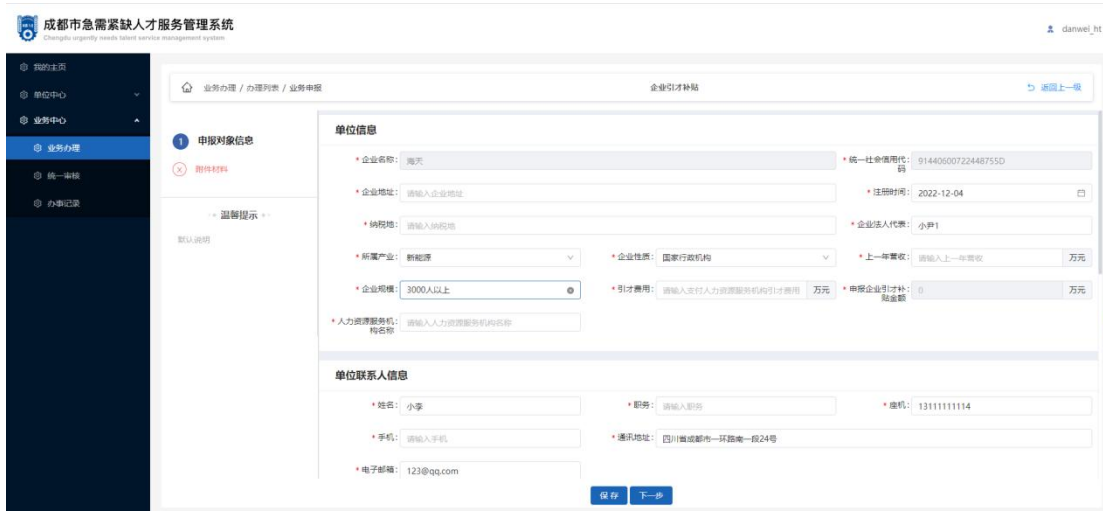 成都市急需紧缺人才服务管理系统
Chengdu urgently needs talent service management system
danwei_ht
我的主页
单位中心
业务中心
业务办理
统一审核
办事记录
业务办理 / 办理列表 / 业务申报
企业引才补贴
返回上一级
1 申报对象信息
附件材料
温馨提示
默认说明
单位信息
* 企业名称: 海天
* 统一社会信用代码: 91440600722448755D
* 企业地址: 请输入企业地址
* 注册时间: 2022-12-04
* 纳税地: 请输入纳税地
* 企业法人代表: 小尹1
* 所属产业: 新能源
* 企业性质: 国家行政机构
* 上一年营收: 请输入上一年营收 万元
* 企业规模: 3000人以上
* 引才费用: 请输入支付人力资源服务机构引才费用 万元
* 申报企业引才补贴金额: 0 万元
* 人力资源服务机构名称: 请输入人力资源服务机构名称
单位联系人信息
* 姓名: 小李
* 职务: 请输入职务
* 座机: 13111111114
* 手机: 请输入手机
* 通讯地址: 四川省成都市一环路南一段24号
* 电子邮箱: 123@qq.com
保存
下一步